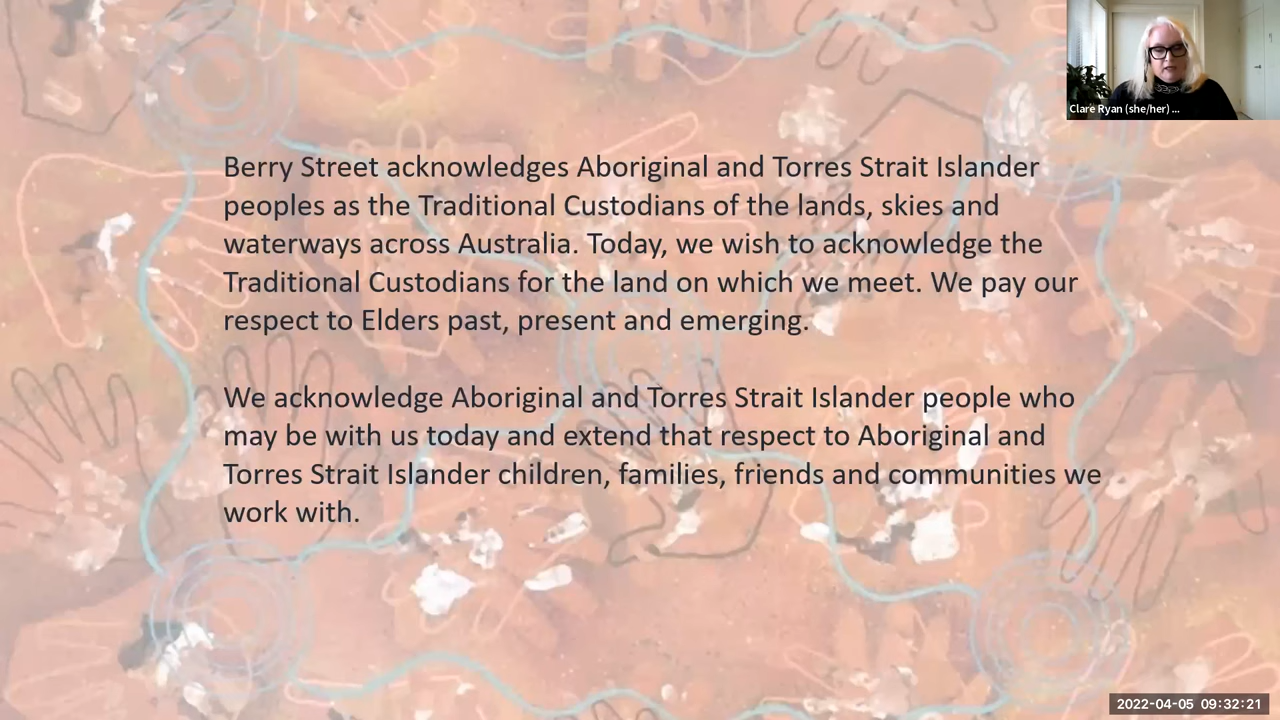 Clare Ryan (she/her) ...
Berry Street acknowledges Aboriginal and Torres Strait Islander
peoples as the Traditional Custodians of the lands, skies and
waterways across Australia. Today, we wish to acknowledge the
Traditional Custodians for the land on which we meet. We pay our
respect to Elders past, present and emerging.
We acknowledge Aboriginal and Torres Strait Islander people who
may be with us today and extend that respect to Aboriginal and
Torres Strait Islander children, families, friends and communities we
work with.
2022-04-05 09:32:21